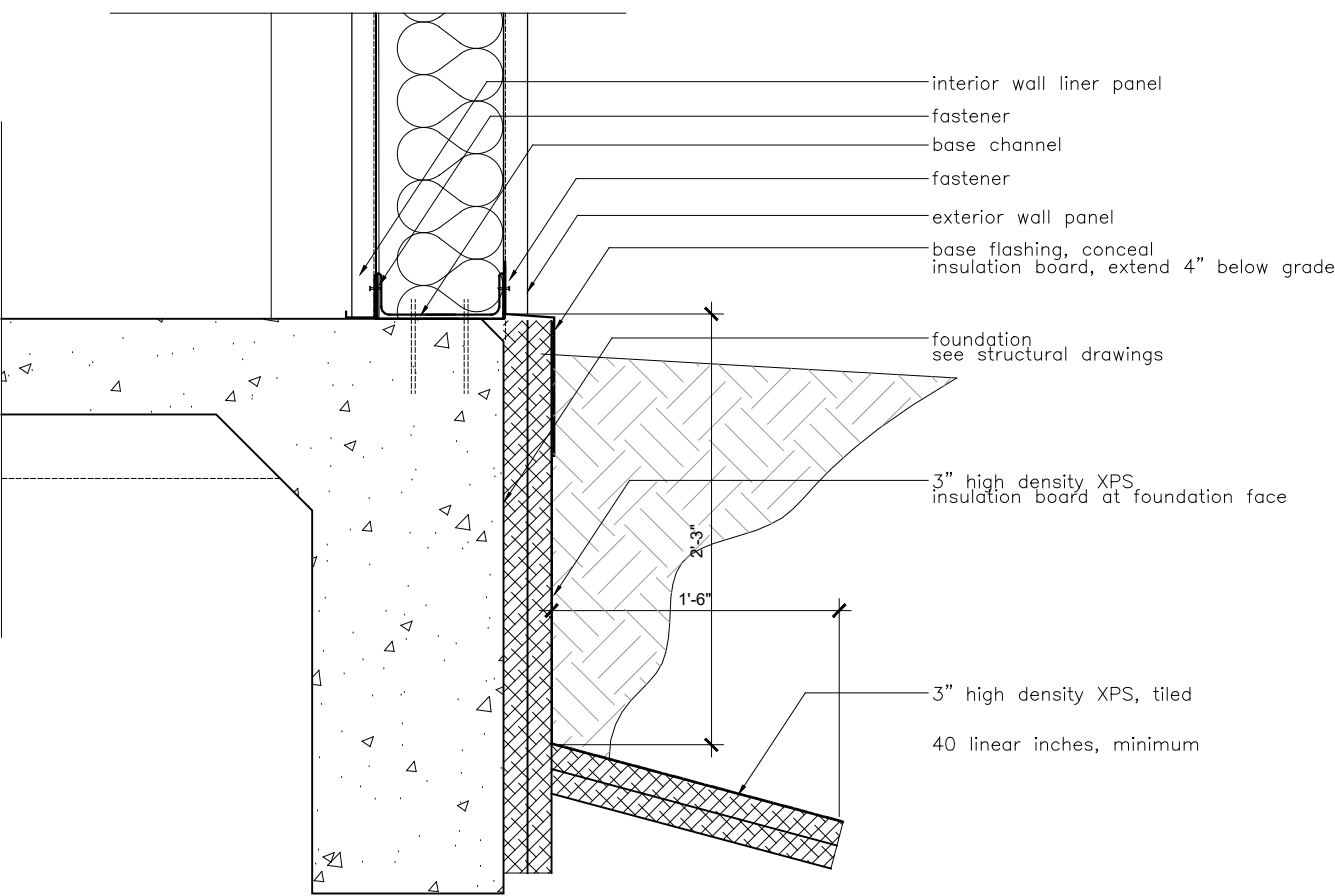 interior wall liner panel
fastener
base channel
fastener
exterior wall panel
base flashing, conceal
insulation board, extend 4" below grade
foundation
see structural drawings
3" high density XPS
insulation board at foundation face
2'-3"
1'-6"
3" high density XPS, tiled
40 linear inches, minimum